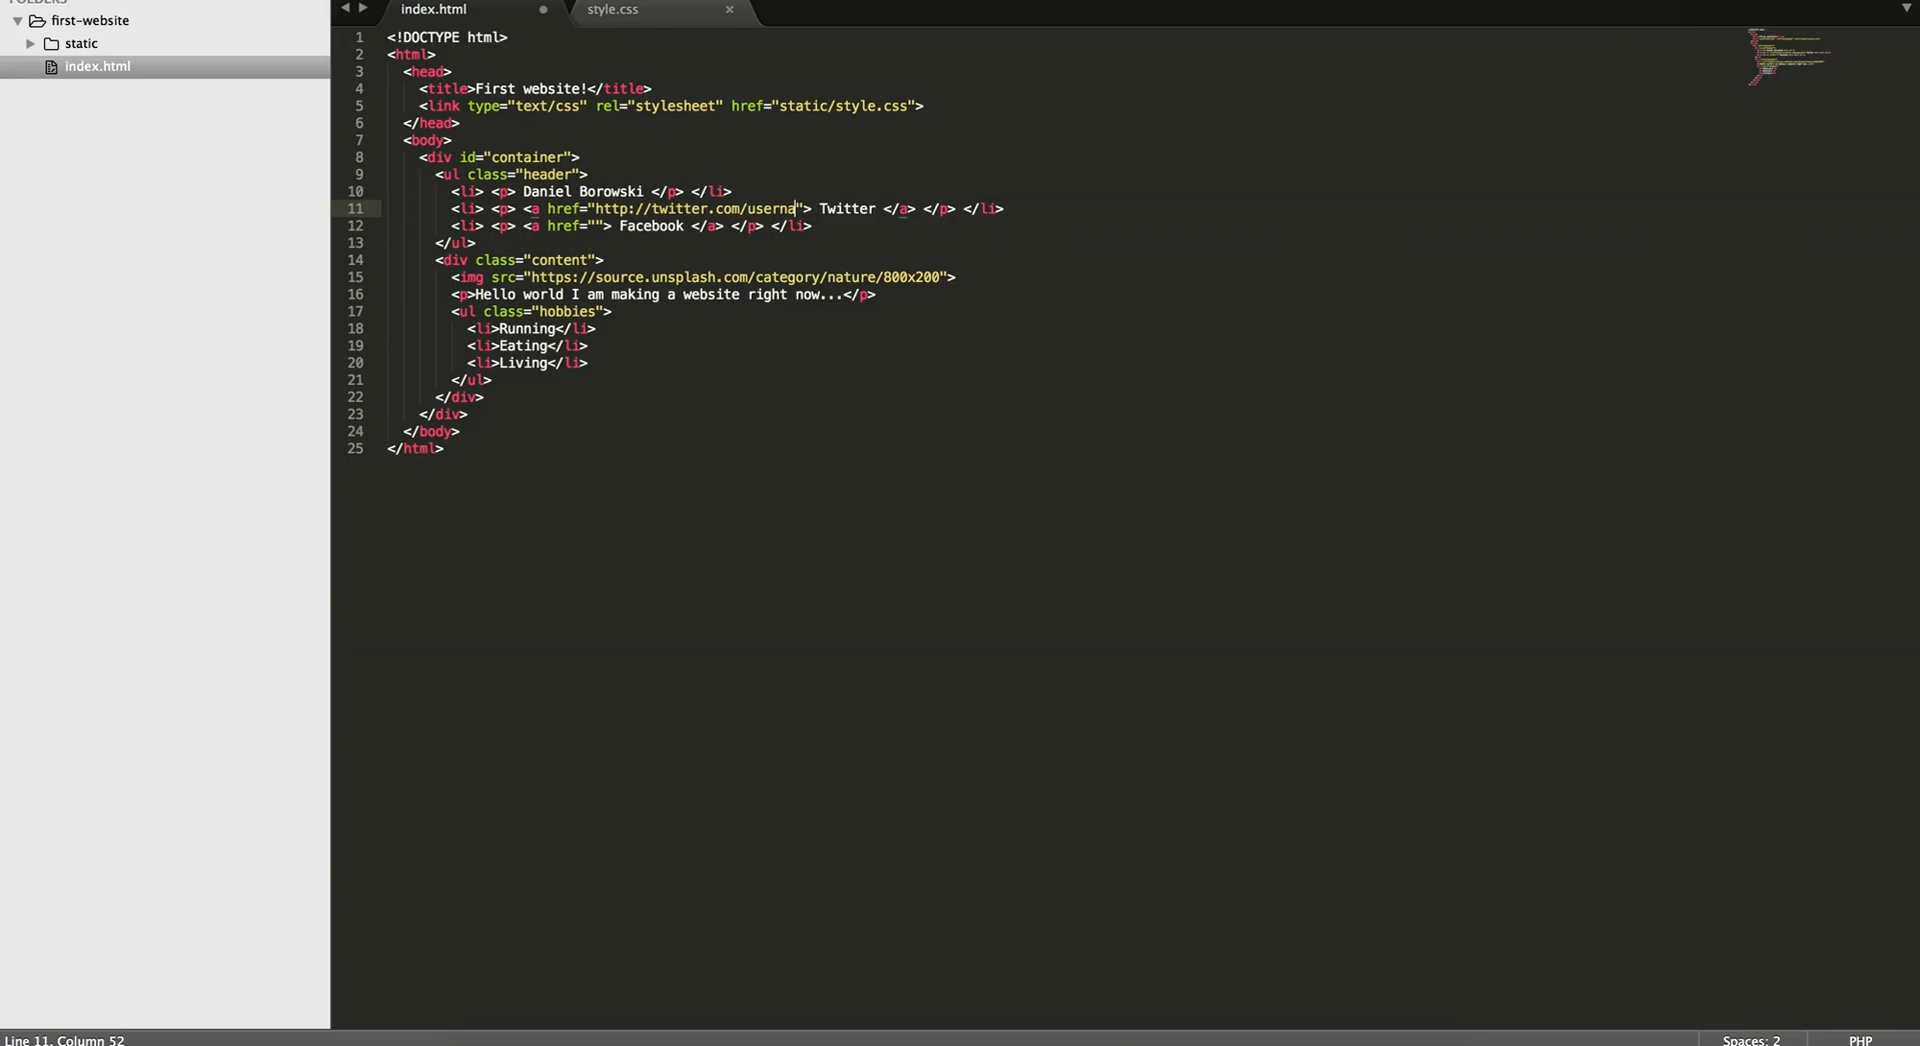 FOLDERS
first-website
static
index.html
index.html
style.css
1 <!DOCTYPE html>
2 <html>
3 <head>
4 <title>First website!</title>
5 <link type="text/css" rel="stylesheet" href="static/style.css">
6 </head>
7 <body>
8 <div id="container">
9 <ul class="header">
10 <li> <p> Daniel Borowski </p> </li>
11 <li> <p> <a href="http://twitter.com/userna"> Twitter </a> </p> </li>
12 <li> <p> <a href=""> Facebook </a> </p> </li>
13 </ul>
14 <div class="content">
15 <img src="https://source.unsplash.com/category/nature/800x200">
16 <p>Hello world I am making a website right now...</p>
17 <ul class="hobbies">
18 <li>Running</li>
19 <li>Eating</li>
20 <li>Living</li>
21 </ul>
22 </div>
23 </div>
24 </body>
25 </html>
Line 11, Column 52
Spaces: 2
PHP